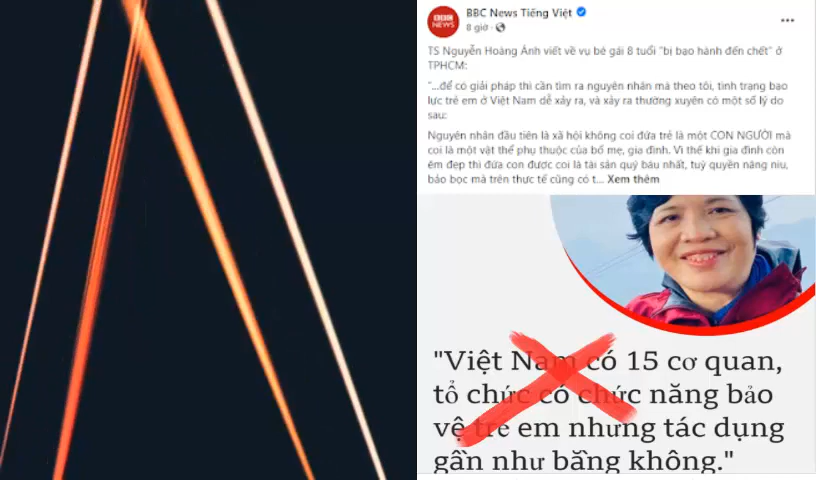 BBC NEWS
BBC News Tiếng Việt
8 giờ
TS Nguyễn Hoàng Ánh viết về vụ bé gái 8 tuổi "bị bạo hành đến chết" ở
TPHCM:
"...để có giải pháp thì cần tìm ra nguyên nhân mà theo tôi, tình trạng bạo
lực trẻ em ở Việt Nam dễ xảy ra, và xảy ra thường xuyên có một số lý do
sau:
Nguyên nhân đầu tiên là xã hội không coi đứa trẻ là một CON NGƯỜI mà
coi là một vật thể phụ thuộc của bố mẹ, gia đình. Vì thế khi gia đình còn
êm đẹp thì đứa con được coi là tài sản quý báu nhất, tuỳ quyền nâng niu,
bảo bọc mà trên thực tế cũng có t... Xem thêm
"Việt Nam có 15 cơ quan,
tổ chức có chức năng bảo
vệ trẻ em nhưng tác dụng
gần như bằng không."